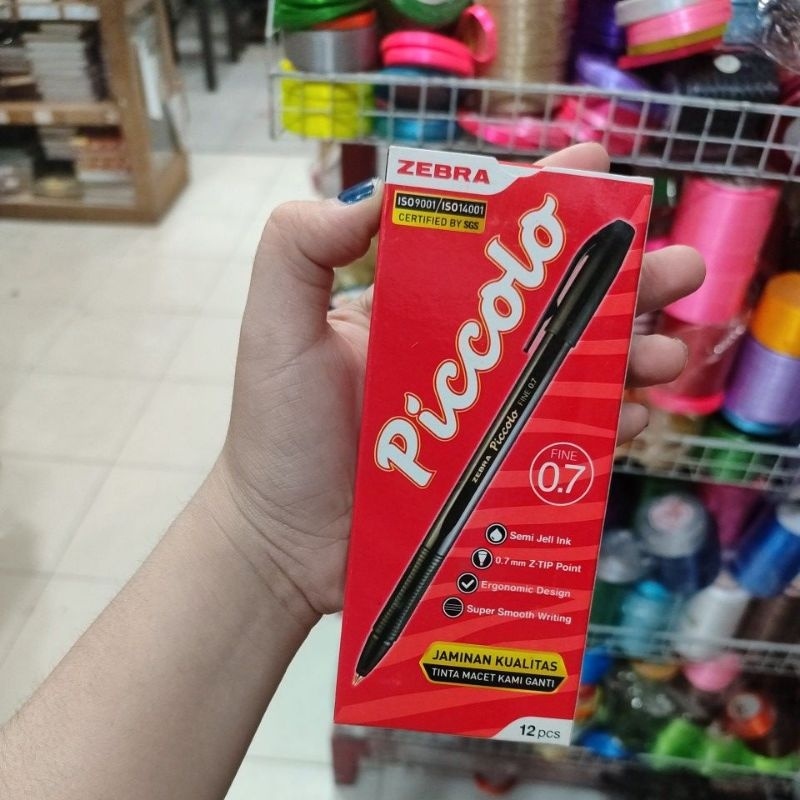 ZEBRA
ISO9001/ISO14001
CERTIFIED BY SGS
Piccolo
ZEBRA Piccolo FINE 0.7
FINE
0.7
Semi Jell Ink
0.7 mm Z-TIP Point
Ergonomic Design
Super Smooth Writing
JAMINAN KUALITAS
TINTA MACET KAMI GANTI
12 pcs